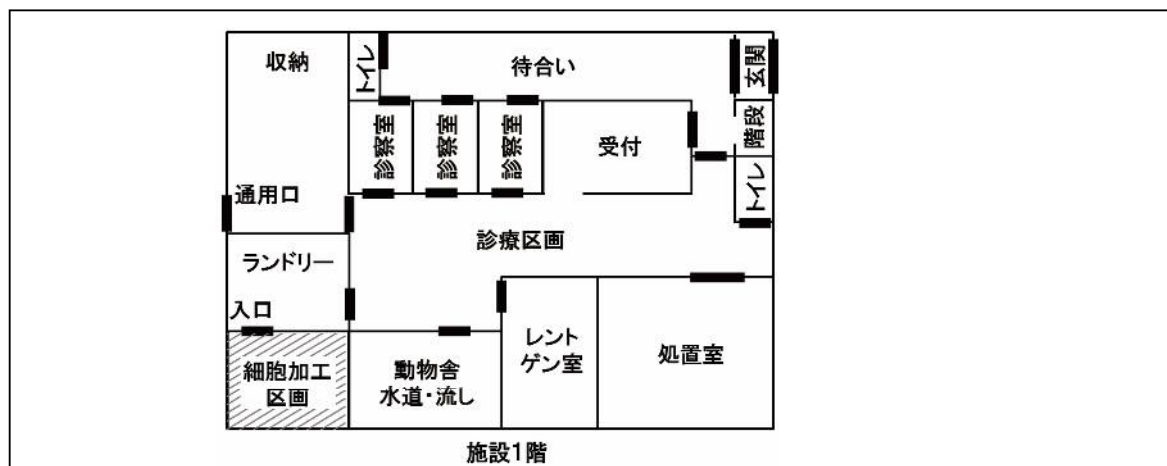 収納
トイレ
待合い
玄関
階段
診察室
診察室
診察室
受付
トイレ
通用口
診療区画
ランドリー
入口
細胞加工
区画
動物舎
水道・流し
レント
ゲン室
処置室
施設1階